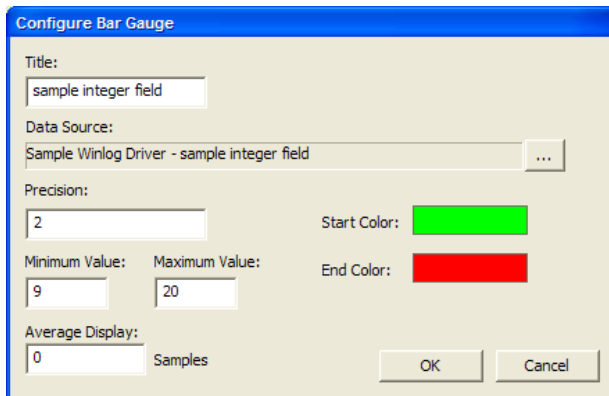 Configure Bar Gauge
Title:
sample integer field
Data Source:
Sample Winlog Driver - sample integer field
...
Precision:
2
Start Color:
Minimum Value: Maximum Value:
End Color:
9 20
Average Display:
0 Samples
OK Cancel